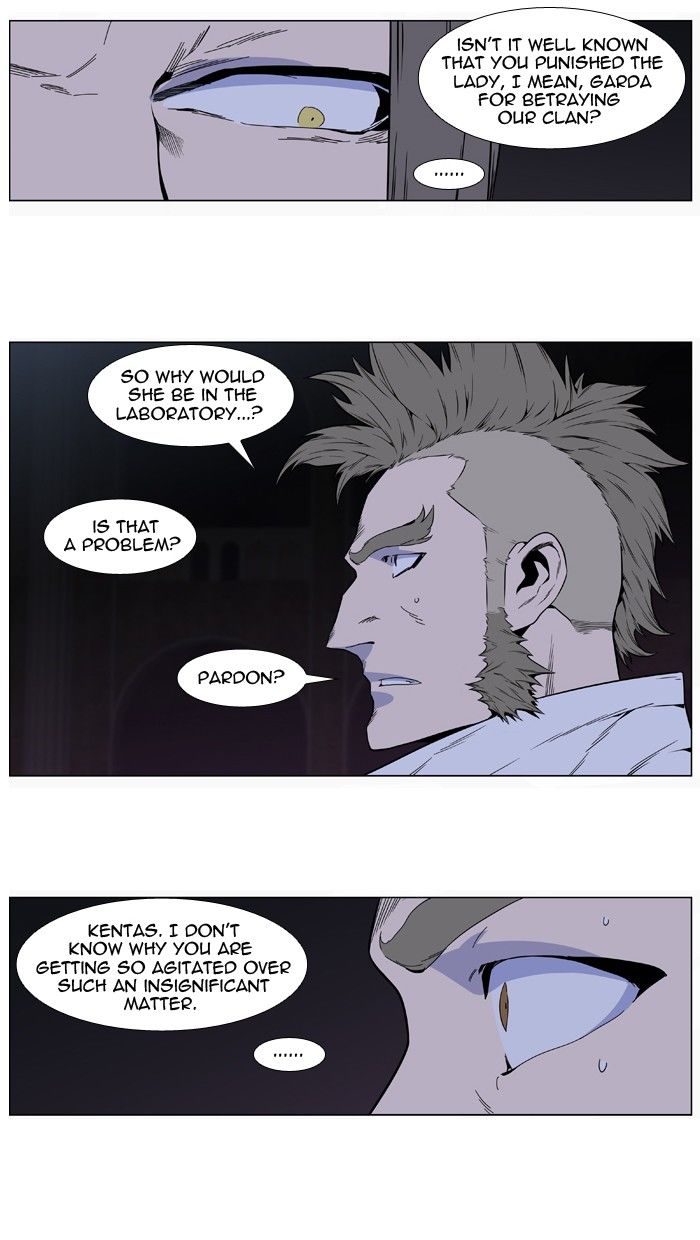 ISN'T IT WELL KNOWN
THAT YOU PUNISHED THE
LADY, I MEAN, GARDA
FOR BETRAYING
OUR CLAN?
......
SO WHY WOULD
SHE BE IN THE
LABORATORY...?
IS THAT
A PROBLEM?
PARDON?
KENTAS. I DON'T
KNOW WHY YOU ARE
GETTING SO AGITATED OVER
SUCH AN INSIGNIFICANT
MATTER.
......